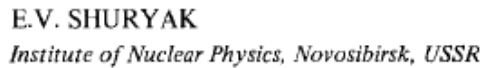 E.V. SHURYAK
Institute of Nuclear Physics, Novosibirsk, USSR